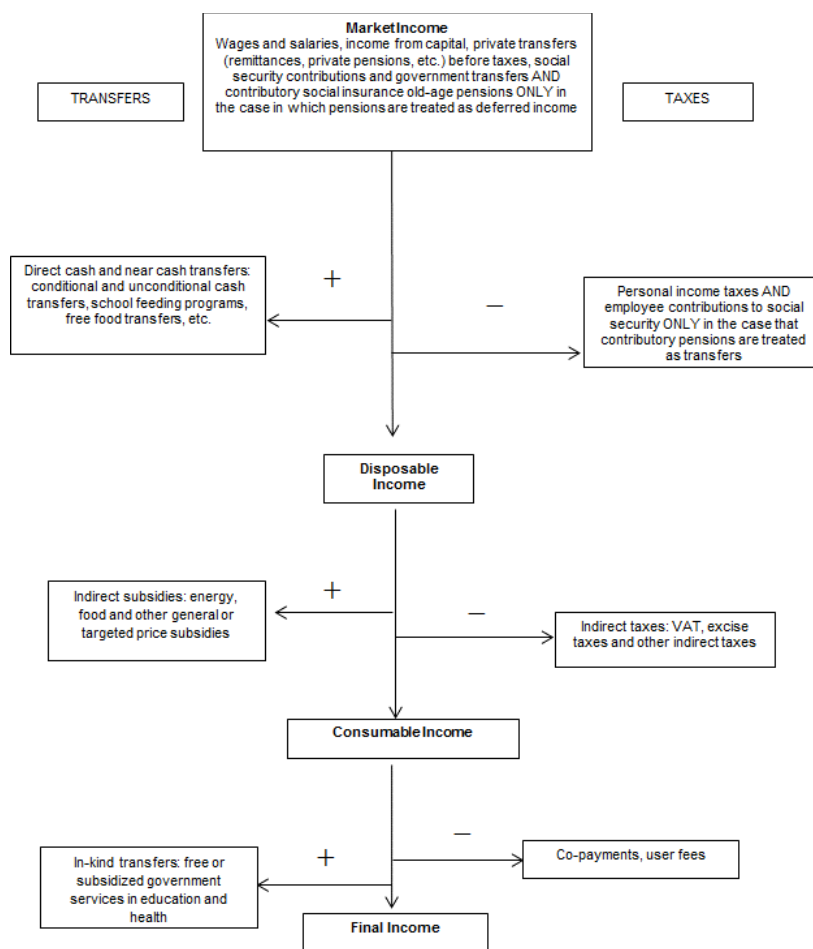 Market Income
Wages and salaries, income from capital, private transfers
(remittances, private pensions, etc.) before taxes, social
security contributions and government transfers AND
contributory social insurance old-age pensions ONLY in
the case in which pensions are treated as deferred income
TRANSFERS
TAXES
+
Direct cash and near cash transfers:
conditional and unconditional cash
transfers, school feeding programs,
free food transfers, etc.
−
Personal income taxes AND
employee contributions to social
security ONLY in the case that
contributory pensions are treated
as transfers
Disposable
Income
+
Indirect subsidies: energy,
food and other general or
targeted price subsidies
−
Indirect taxes: VAT, excise
taxes and other indirect taxes
Consumable Income
−
Co-payments, user fees
+
In-kind transfers: free or
subsidized government
services in education and
health
Final Income